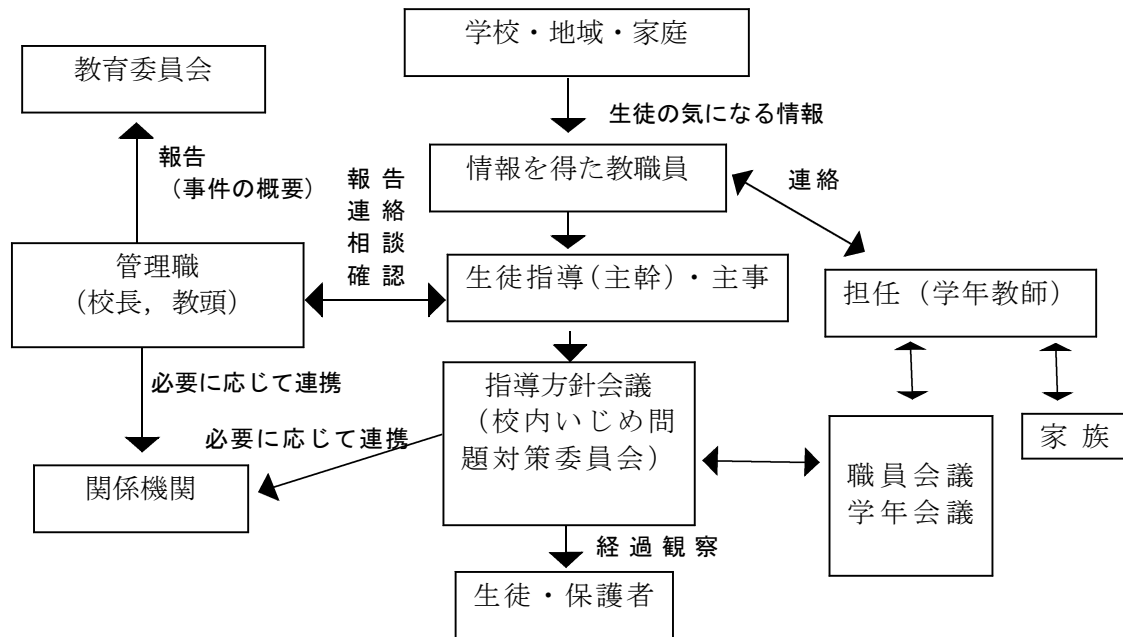 学校・地域・家庭
教育委員会
生徒の気になる情報
報告
（事件の概要）
情報を得た教職員
連絡
報告
連絡
相談
確認
管理職
（校長，教頭）
生徒指導（主幹）・主事
担任（学年教師）
必要に応じて連携
指導方針会議
（校内いじめ問
題対策委員会）
必要に応じて連携
家族
関係機関
職員会議
学年会議
経過観察
生徒・保護者